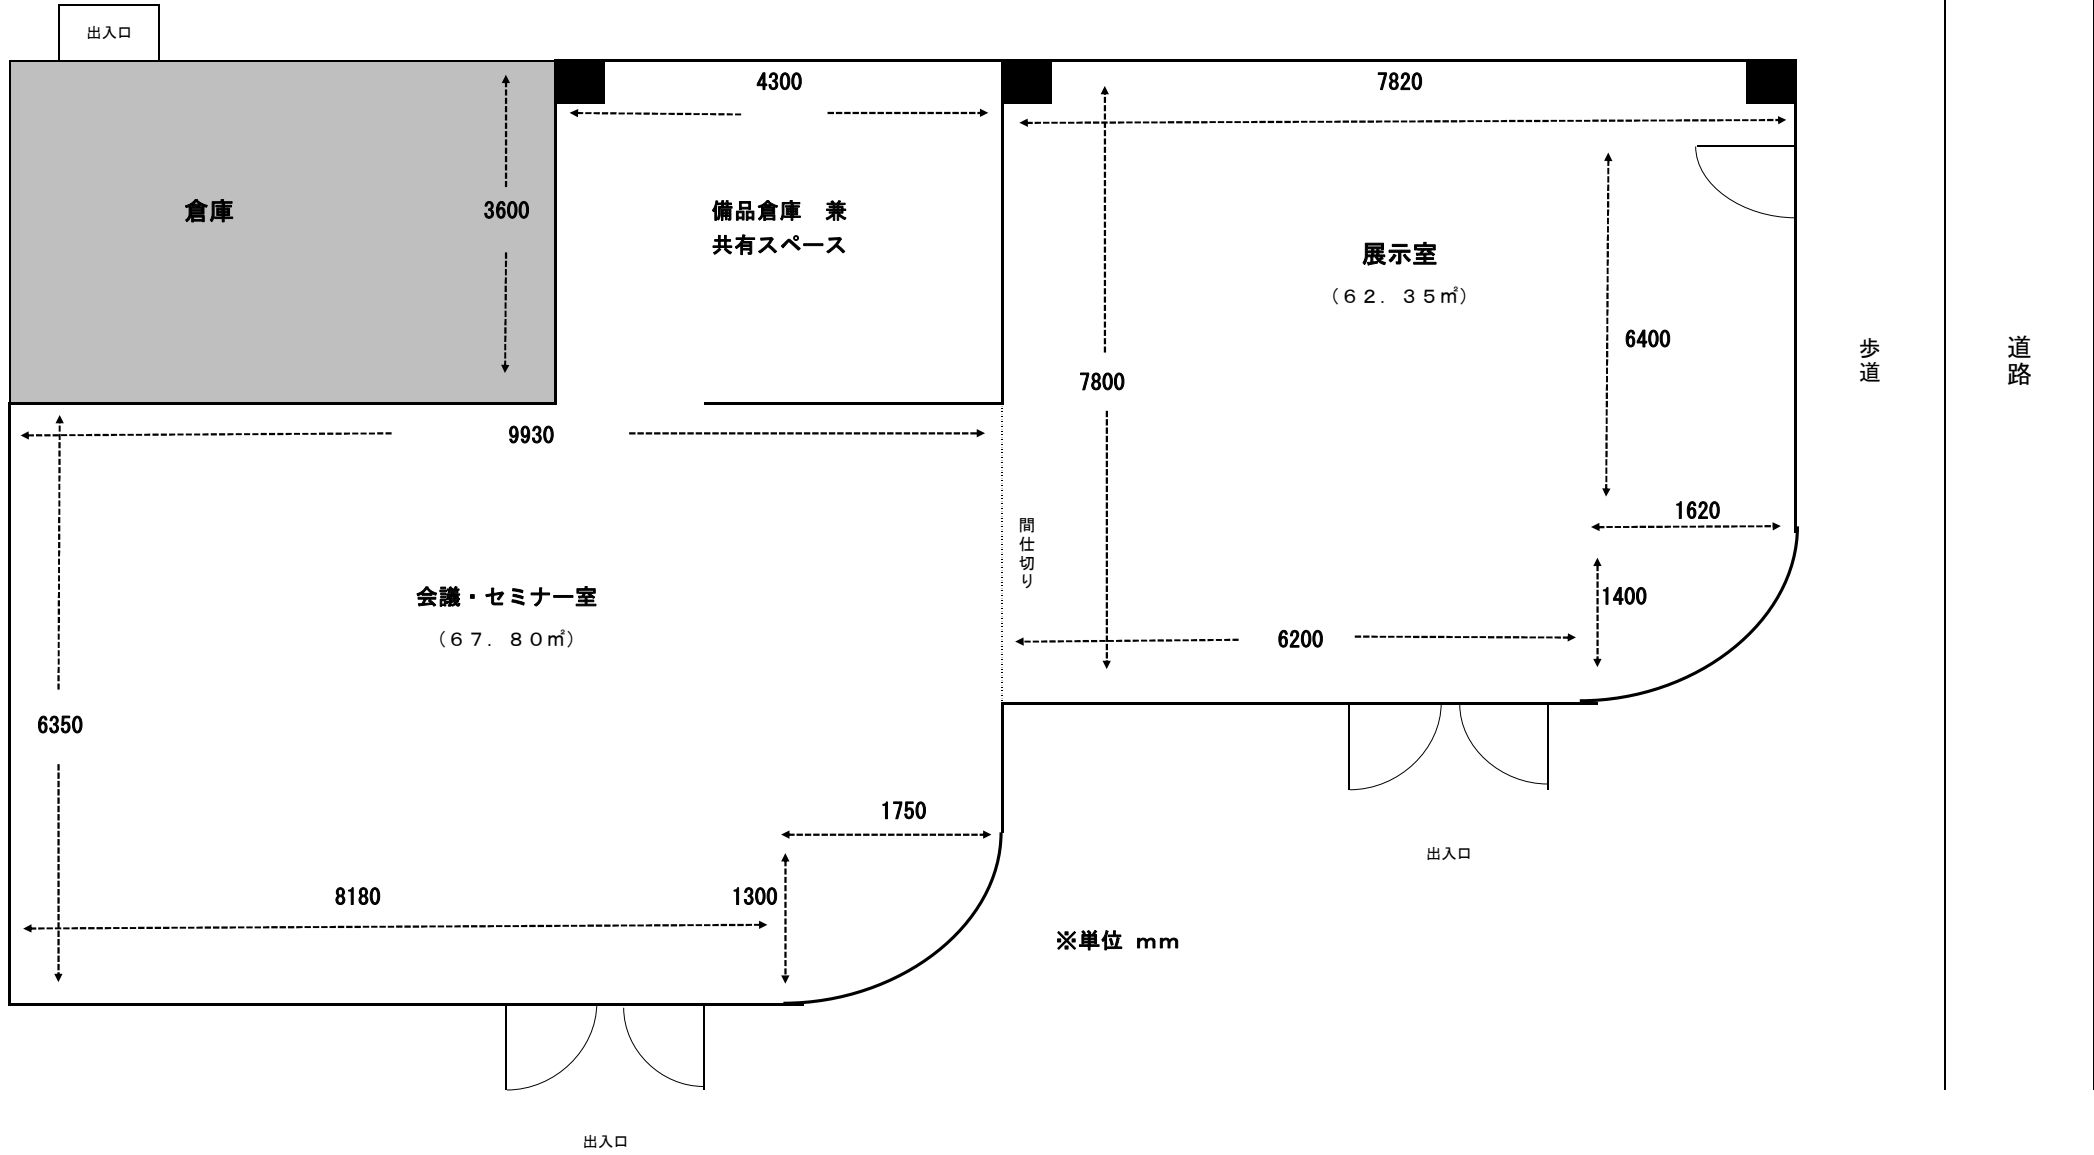 出入口
4300
7820
倉庫
3600
備品倉庫　兼
共有スペース
展示室
（６２．３５㎡）
6400
7800
歩道
道路
9930
1620
間仕切り
会議・セミナー室
（６７．８０㎡）
1400
6200
6350
1750
8180
1300
出入口
※単位 ｍｍ
出入口